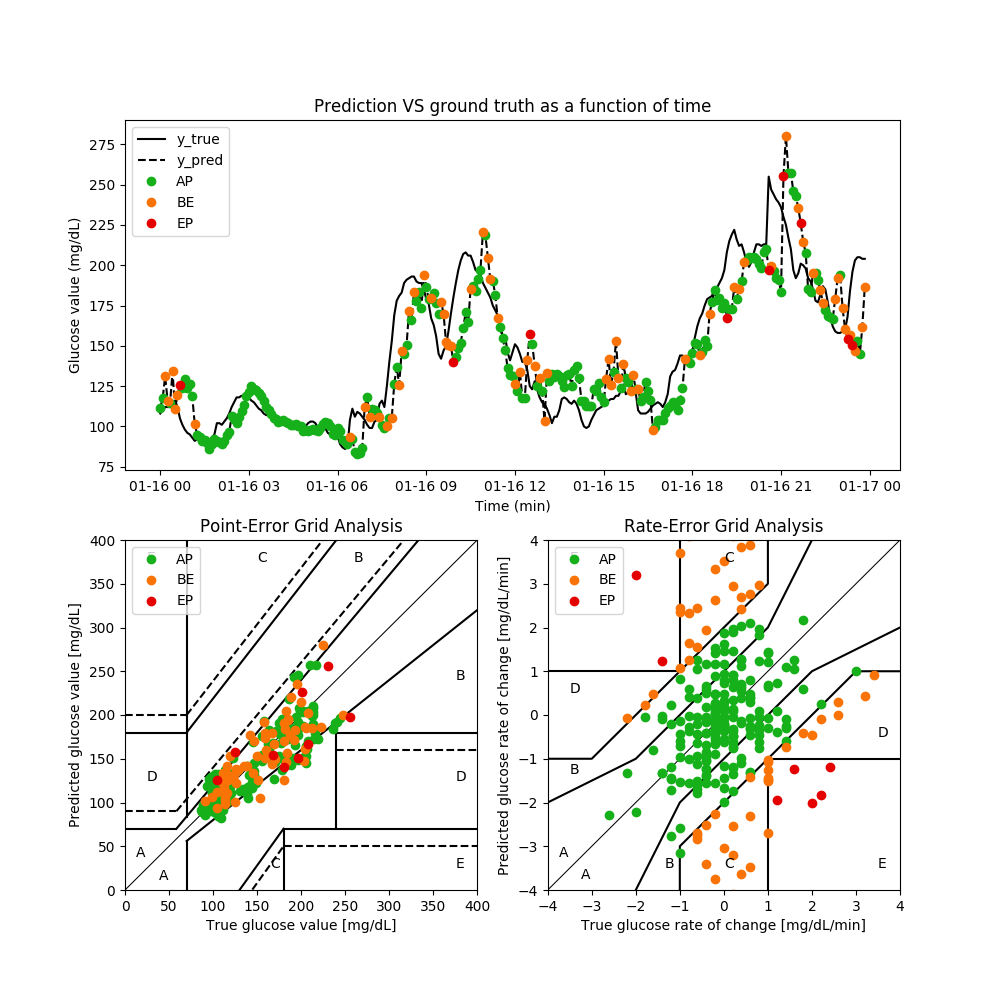 Prediction VS ground truth as a function of time
Glucose value (mg/dL)
275
250
225
200
175
150
125
100
75
y_true
y_pred
AP
BE
EP
01-16 00 01-16 03 01-16 06 01-16 09 01-16 12 01-16 15 01-16 18 01-16 21 01-17 00
Time (min)
Point-Error Grid Analysis
Predicted glucose value [mg/dL]
400
350
300
250
200
150
100
50
0
AP
BE
EP
C B
B
D D
A
A
C E
0 50 100 150 200 250 300 350 400
True glucose value [mg/dL]
Rate-Error Grid Analysis
Predicted glucose rate of change [mg/dL/min]
4
3
2
1
0
−1
−2
−3
−4
AP
BE
EP
C
D
D
B
A
A
B C E
−4 −3 −2 −1 0 1 2 3 4
True glucose rate of change [mg/dL/min]